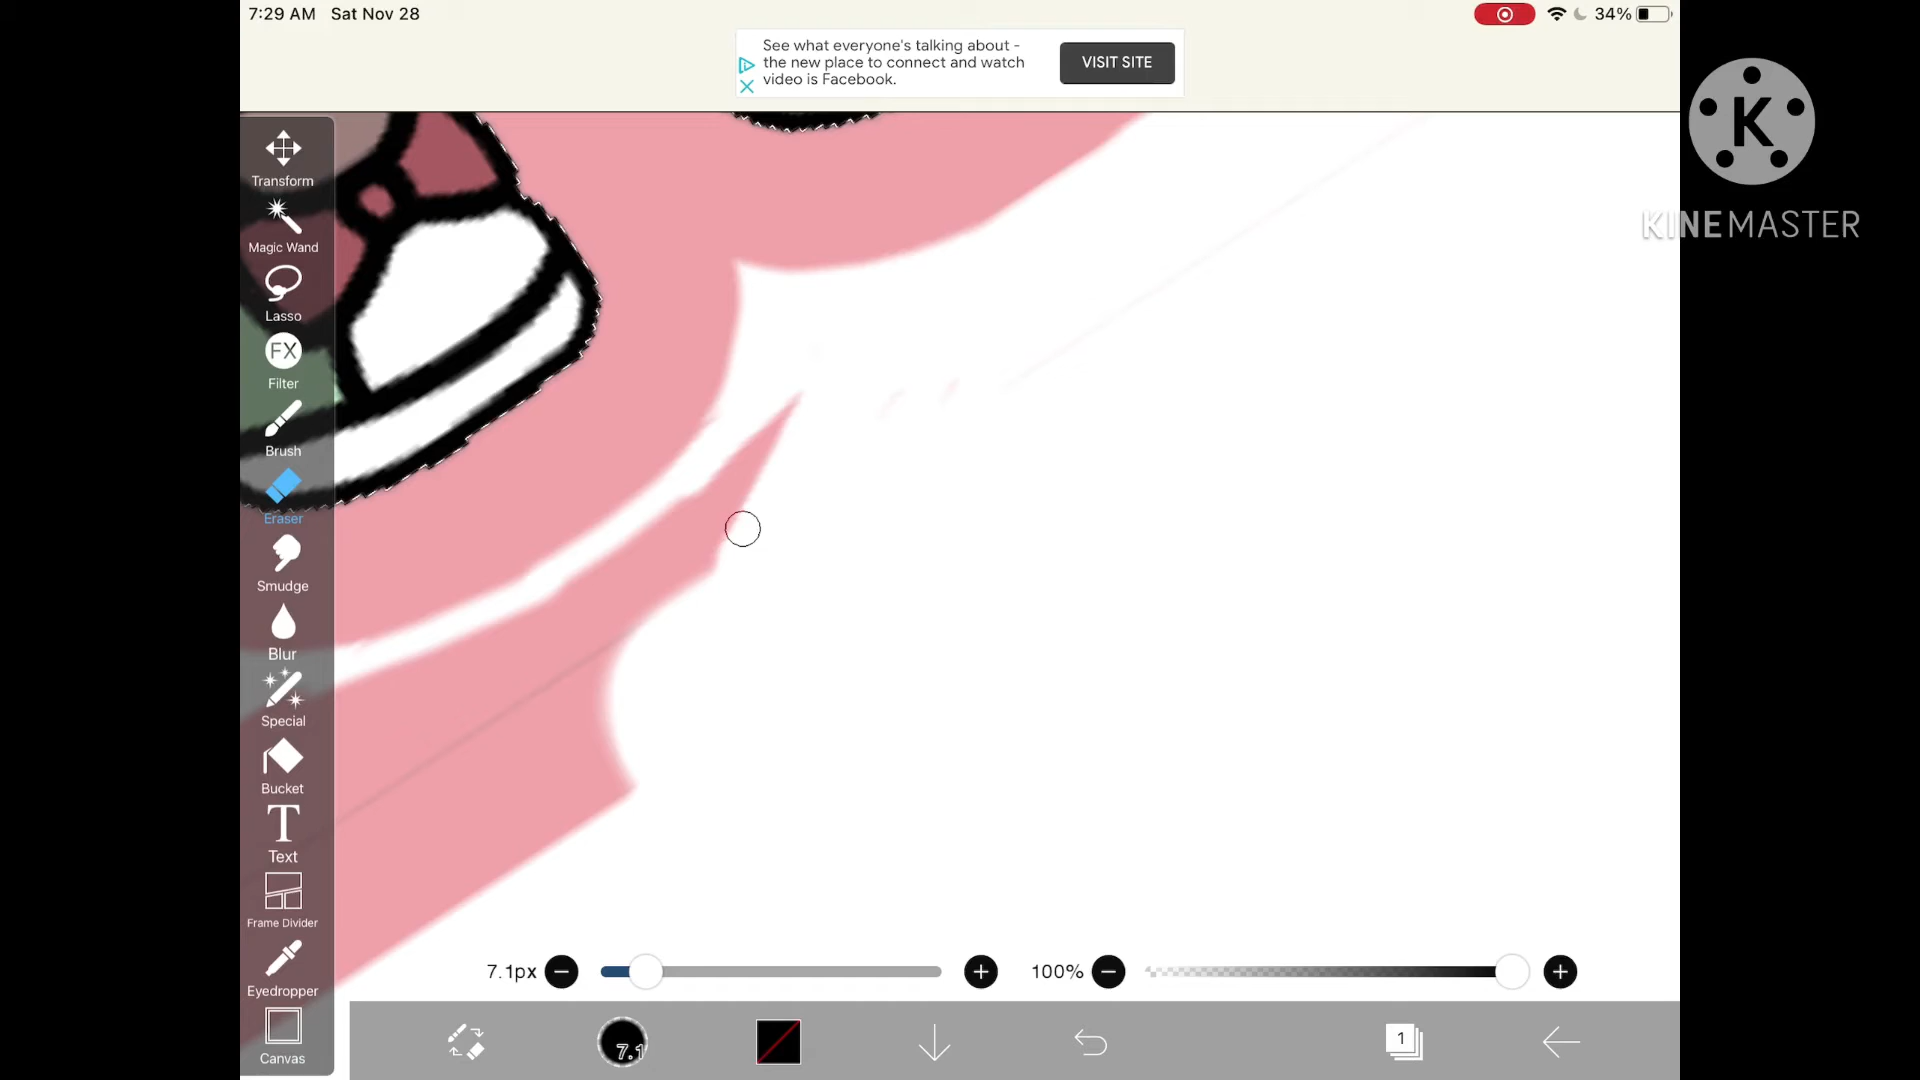 7:29 AM Sat Nov 28
34%
See what everyone's talking about -
the new place to connect and watch
video is Facebook.
VISIT SITE
K
KINEMASTER
Transform
Magic Wand
Lasso
FX
Filter
Brush
Eraser
Smudge
Blur
Special
Bucket
T
Text
Frame Divider
Eyedropper
Canvas
7.1px
100%
7.1
1